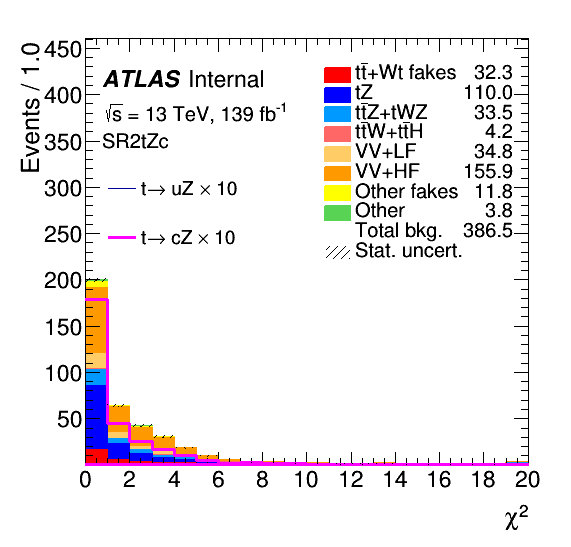 Events / 1.0
450
400
350
300
250
200
150
100
50
ATLAS Internal
√s = 13 TeV, 139 fb⁻¹
SR2tZc
t→ uZ × 10
t→ cZ × 10
tt̄+Wt fakes 32.3
tZ 110.0
tt̄Z+tWZ 33.5
tt̄W+tt̄H 4.2
VV+LF 34.8
VV+HF 155.9
Other fakes 11.8
Other 3.8
Total bkg. 386.5
Stat. uncert.
0 2 4 6 8 10 12 14 16 18 20
χ²